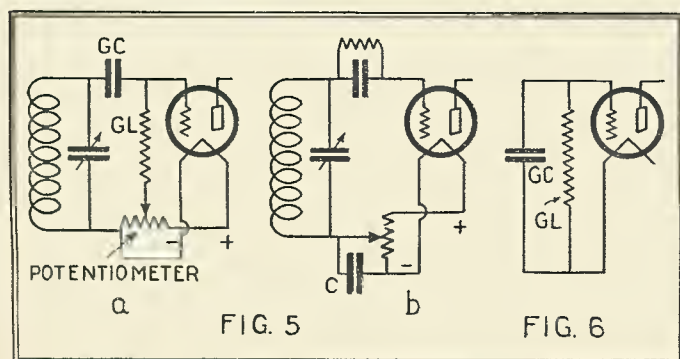 GC
GL
- +
POTENTIOMETER
a
+
-
C
b
FIG. 5
GC
GL
FIG. 6